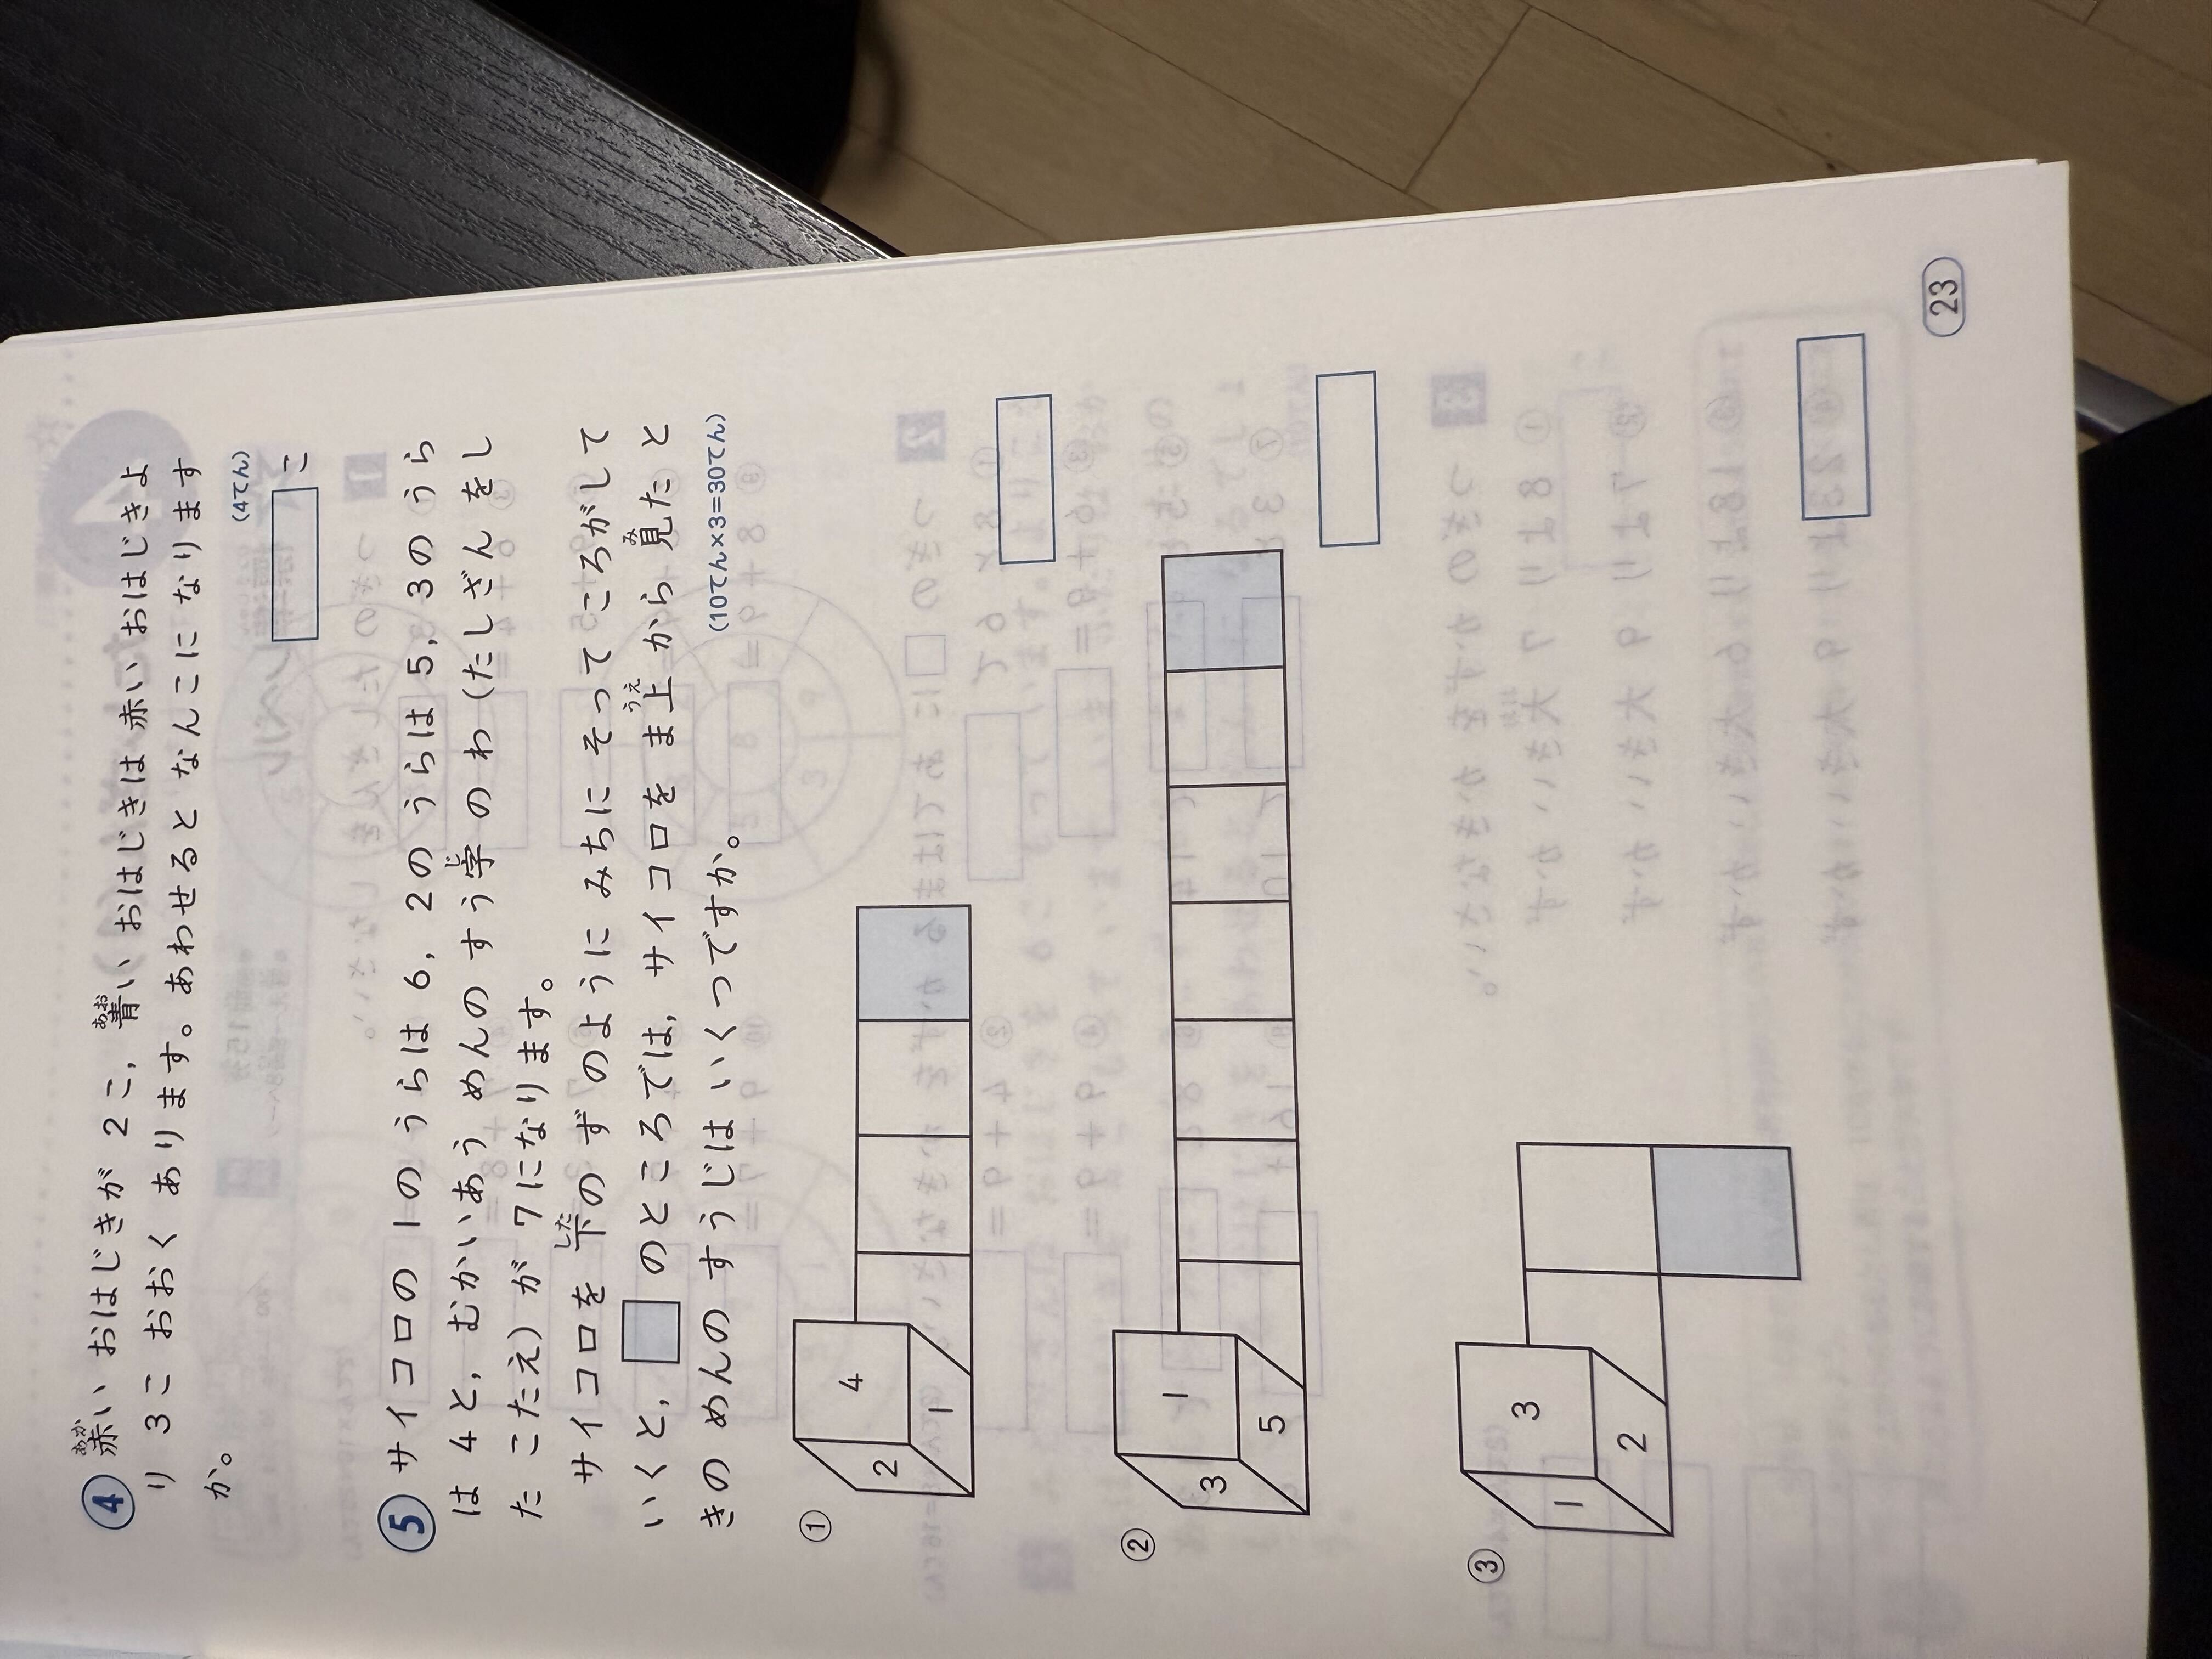 ④ 赤い おはじきが 2こ, 青い おはじきは 赤い おはじきよ
り 3こ おおく あります。あわせると なんこに なります
か。
(4てん)
こ
⑤ サイコロの 1の うらは 6, 2の うらは 5, 3の うら
は 4と, むかいあう めんの すう字の わ (たしざんをし
た こたえ) が 7になります。
サイコロを 下の ずのように みちに そって ころがして
いくと, のところでは, サイコロを ま上から 見たと
きの めんの すうじは いくつですか。
(10てん×3=30てん)
①
4
2
1
②
1
3
5
③
3
1
2
23